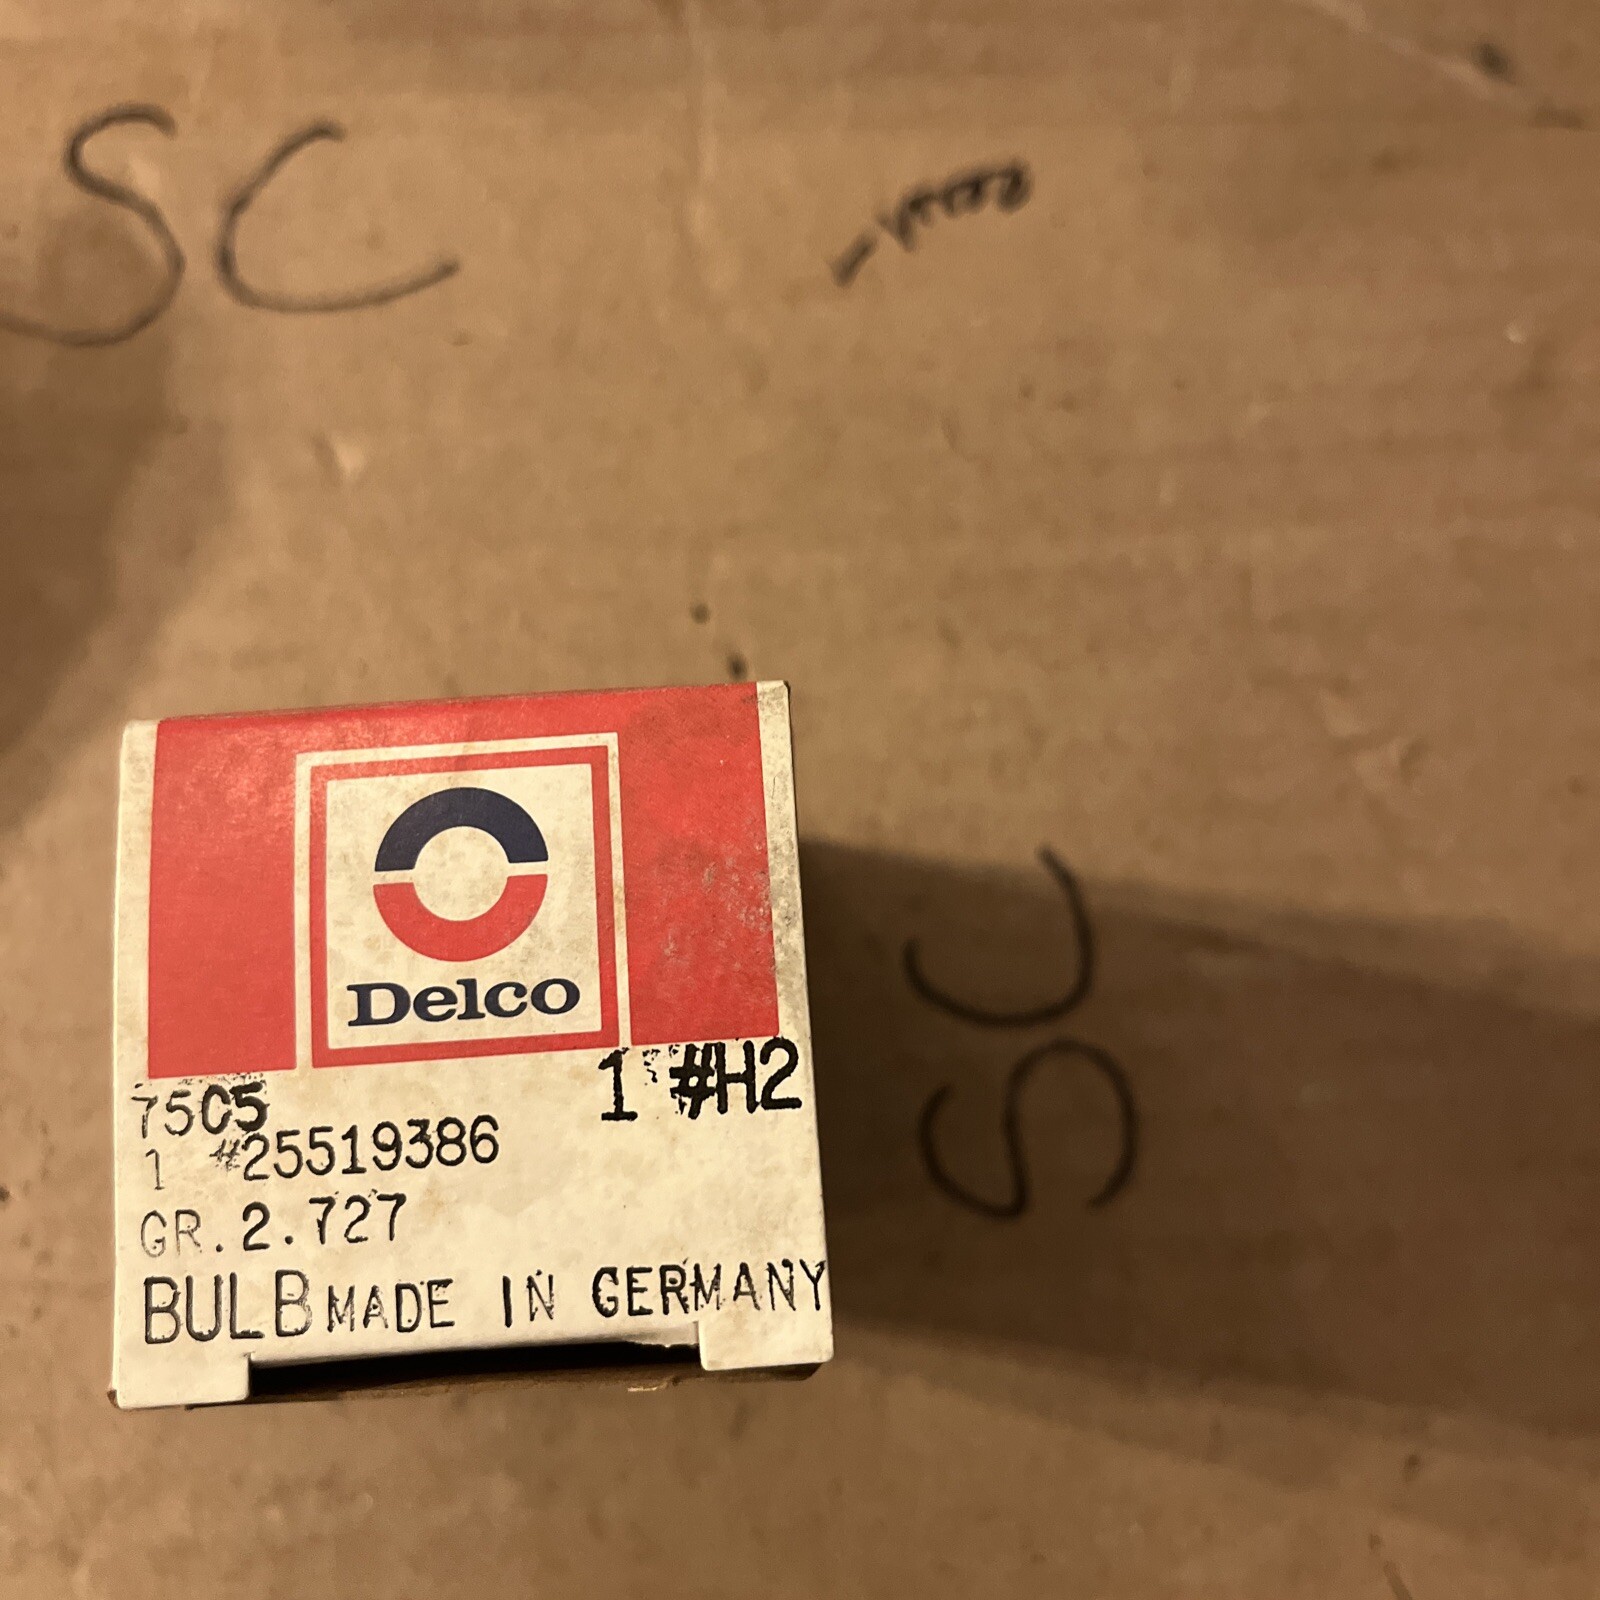 SC
Delco
75C5 1 #H2
1 #25519386
GR.2.727
BULB MADE IN GERMANY
SC